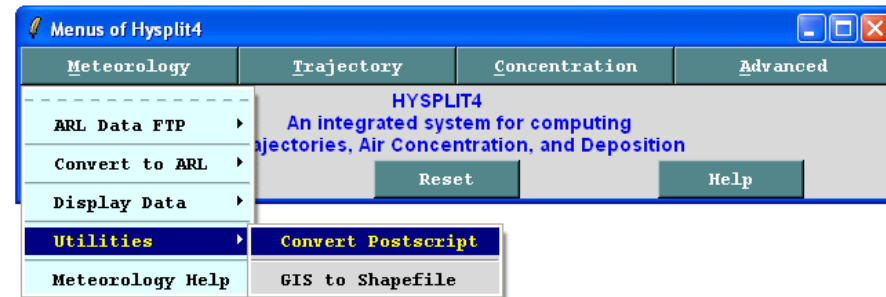 Menus of Hysplit4
Meteorology Trajectory Concentration Advanced
HYSPLIT4
An integrated system for computing
ajectories, Air Concentration, and Deposition
Reset Help
ARL Data FTP
Convert to ARL
Display Data
Utilities Convert Postscript
Meteorology Help GIS to Shapefile